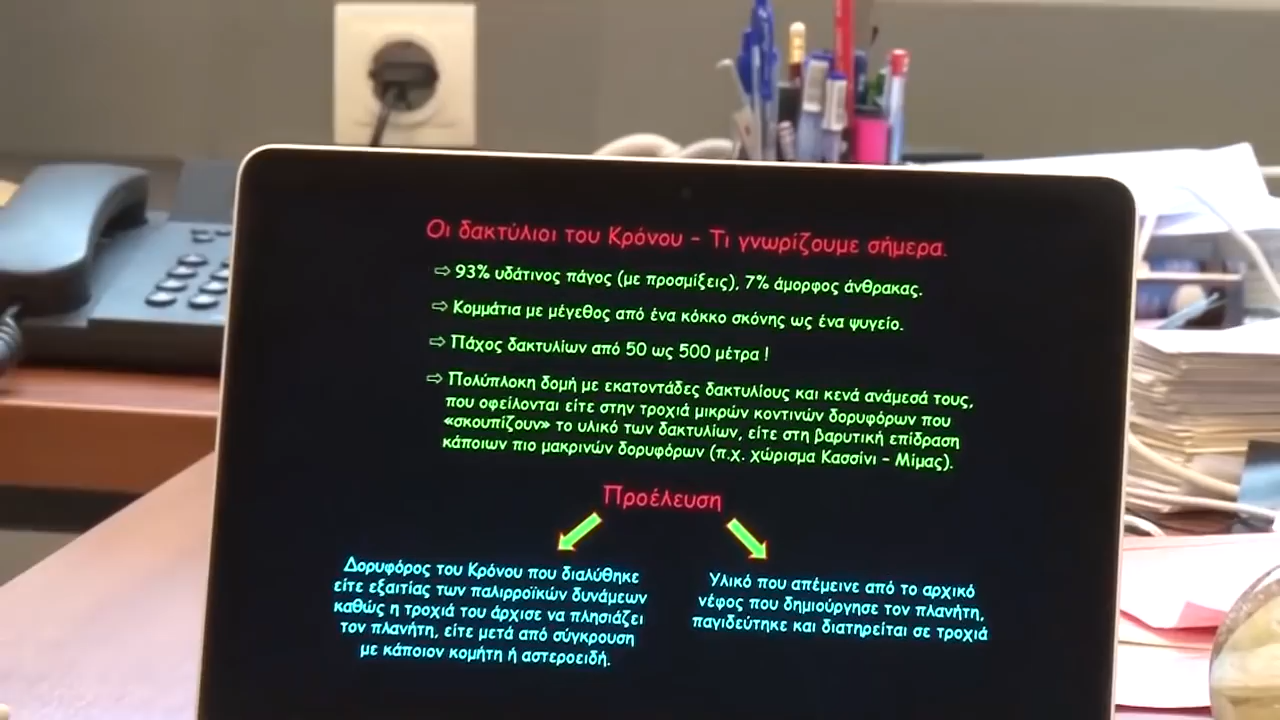 Οι δακτύλιοι του Κρόνου – Τι γνωρίζουμε σήμερα.
⇨ 93% υδάτινος πάγος (με προσμίξεις), 7% άμορφος άνθρακας.
⇨ Κομμάτια με μέγεθος από ένα κόκκο σκόνης ως ένα ψυγείο.
⇨ Πάχος δακτυλίων από 50 ως 500 μέτρα !
⇨ Πολύπλοκη δομή με εκατοντάδες δακτυλίους και κενά ανάμεσά τους,
που οφείλονται είτε στην τροχιά μικρών κοντινών δορυφόρων που
«σκουπίζουν» το υλικό των δακτυλίων, είτε στη βαρυτική επίδραση
κάποιων πιο μακρινών δορυφόρων (π.χ. χώρισμα Κασσίνι – Μίμας).
Προέλευση
Δορυφόρος του Κρόνου που διαλύθηκε
είτε εξαιτίας των παλιρροϊκών δυνάμεων
καθώς η τροχιά του άρχισε να πλησιάζει
τον πλανήτη, είτε μετά από σύγκρουση
με κάποιον κομήτη ή αστεροειδή.
Υλικό που απέμεινε από το αρχικό
νέφος που δημιούργησε τον πλανήτη,
παγιδεύτηκε και διατηρείται σε τροχιά